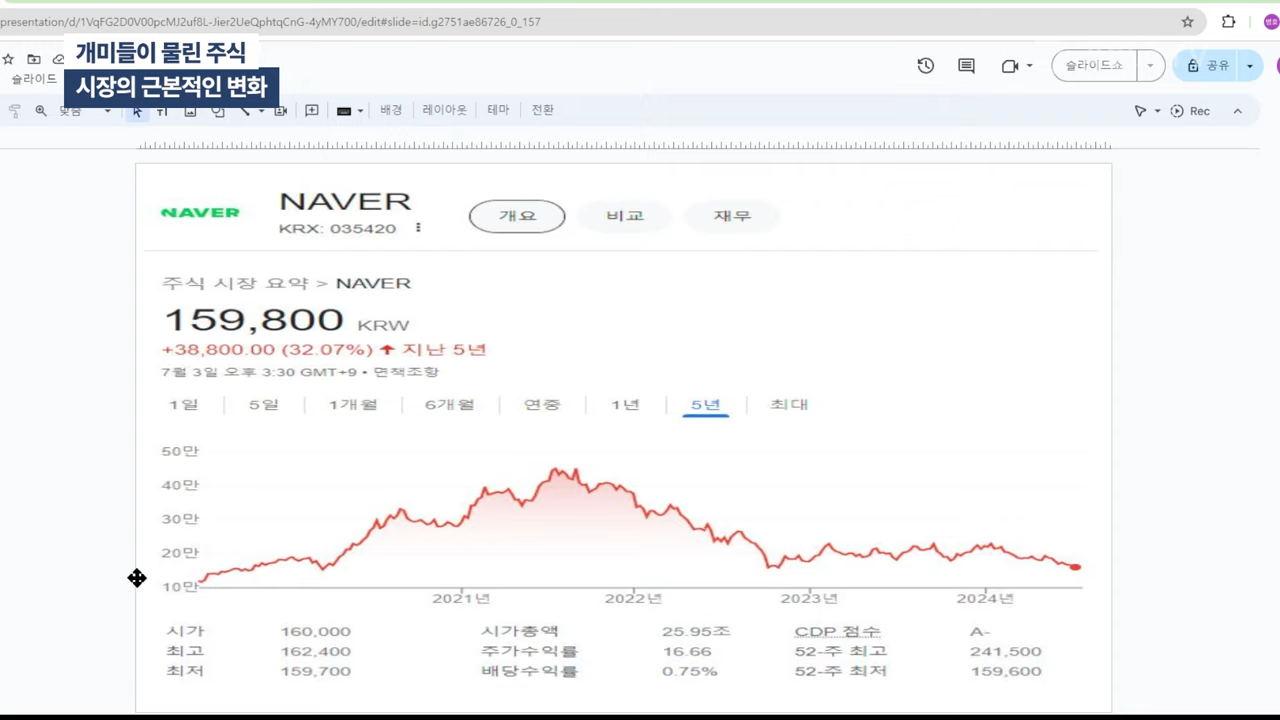 presentation/d/1VqFG2D0V00pcMJ2uf8L-Jier2UeQphtqCnG-4yMY700/edit#slide=id.g2751ae86726_0_157
개미들이 물린 주식
시장의 근본적인 변화
슬라이드
슬라이드쇼
공유
맞춤
배경
레이아웃
테마
전환
Rec
NAVER
NAVER
KRX: 035420
개요
비교
재무
주식 시장 요약 > NAVER
159,800 KRW
+38,800.00 (32.07%) ↑ 지난 5년
7월 3일 오후 3:30 GMT+9 • 면책조항
1일 5일 1개월 6개월 연중 1년 5년 최대
50만
40만
30만
20만
10만
2021년 2022년 2023년 2024년
시가 160,000 시가총액 25.95조 CDP 점수 A-
최고 162,400 주가수익률 16.66 52-주 최고 241,500
최저 159,700 배당수익률 0.75% 52-주 최저 159,600